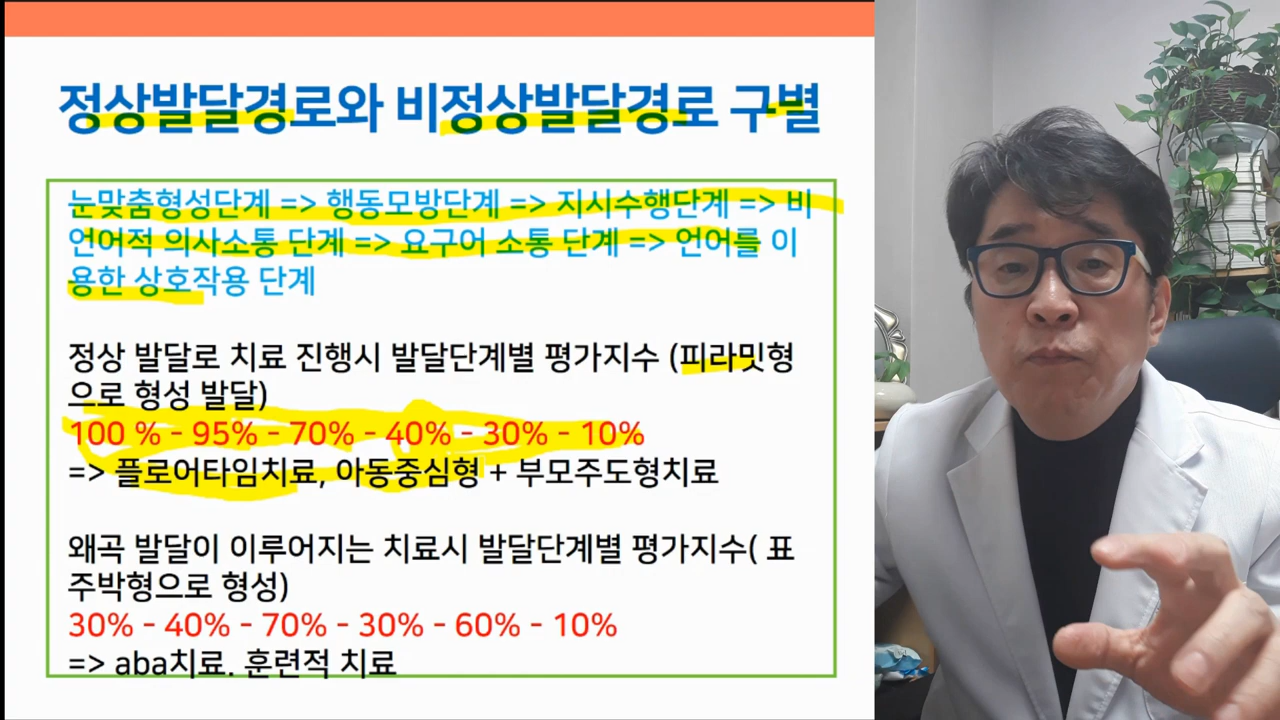 정상발달경로와 비정상발달경로 구별
눈맞춤형성단계 => 행동모방단계 => 지시수행단계 => 비
언어적 의사소통 단계 => 요구어 소통 단계 => 언어를 이
용한 상호작용 단계
정상 발달로 치료 진행시 발달단계별 평가지수 (피라밋형
으로 형성 발달)
100 % - 95% - 70% - 40% - 30% - 10%
=> 플로어타임치료, 아동중심형 + 부모주도형치료
왜곡 발달이 이루어지는 치료시 발달단계별 평가지수( 표
주박형으로 형성)
30% - 40% - 70% - 30% - 60% - 10%
=> aba치료. 훈련적 치료